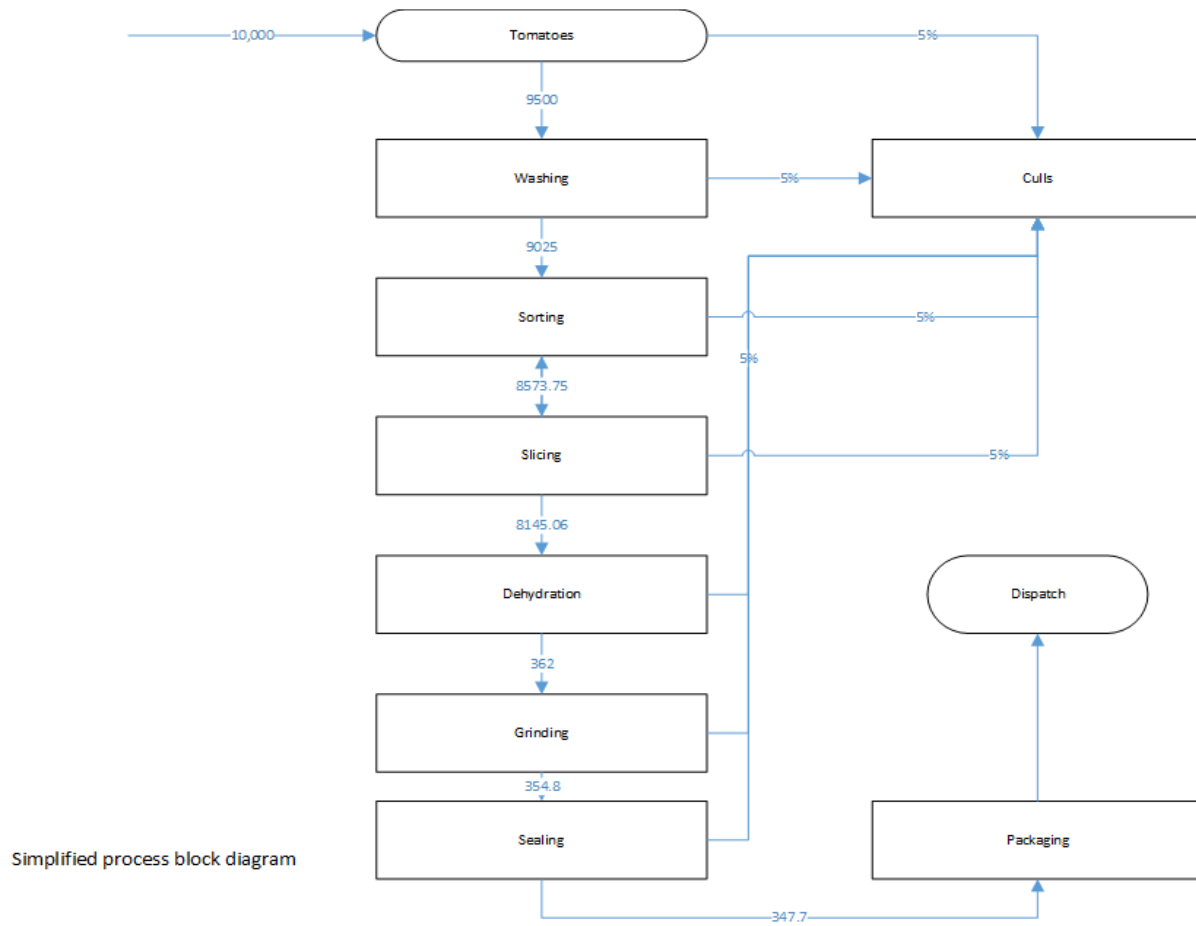 10,000
Tomatoes
5%
9500
Washing
5%
Culls
9025
Sorting
5%
5%
8573.75
Slicing
5%
8145.06
Dehydration
Dispatch
362
Grinding
354.8
Sealing
Packaging
Simplified process block diagram
347.7